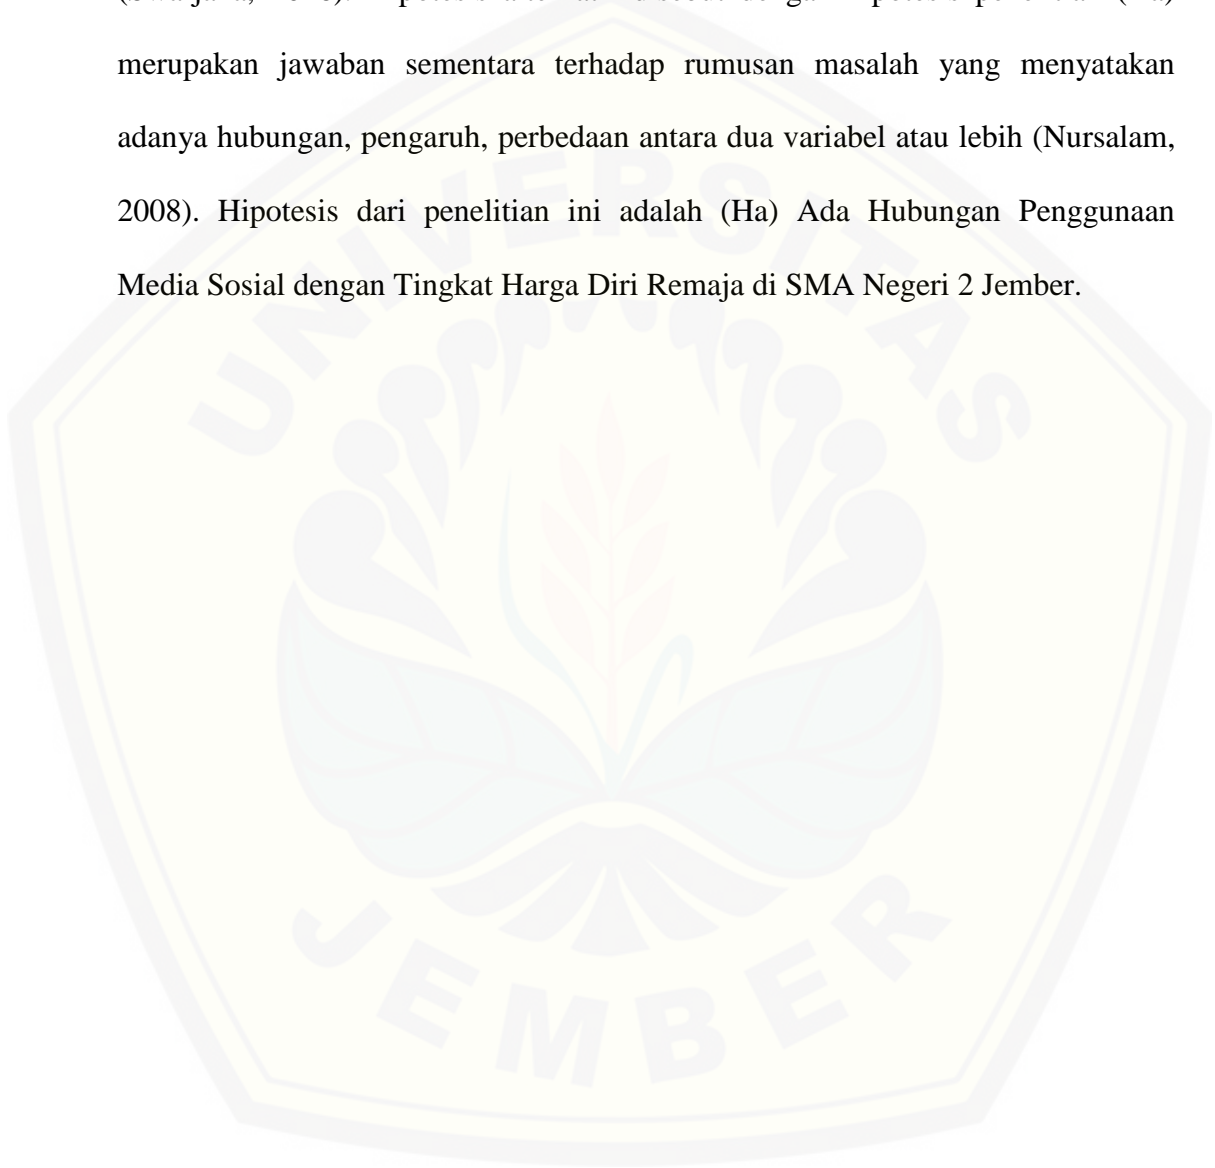 merupakan jawaban sementara terhadap rumusan masalah yang menyatakan
adanya hubungan, pengaruh, perbedaan antara dua variabel atau lebih (Nursalam,
2008). Hipotesis dari penelitian ini adalah (Ha) Ada Hubungan Penggunaan
Media Sosial dengan Tingkat Harga Diri Remaja di SMA Negeri 2 Jember.
UNIVERSITAS
JEMBER